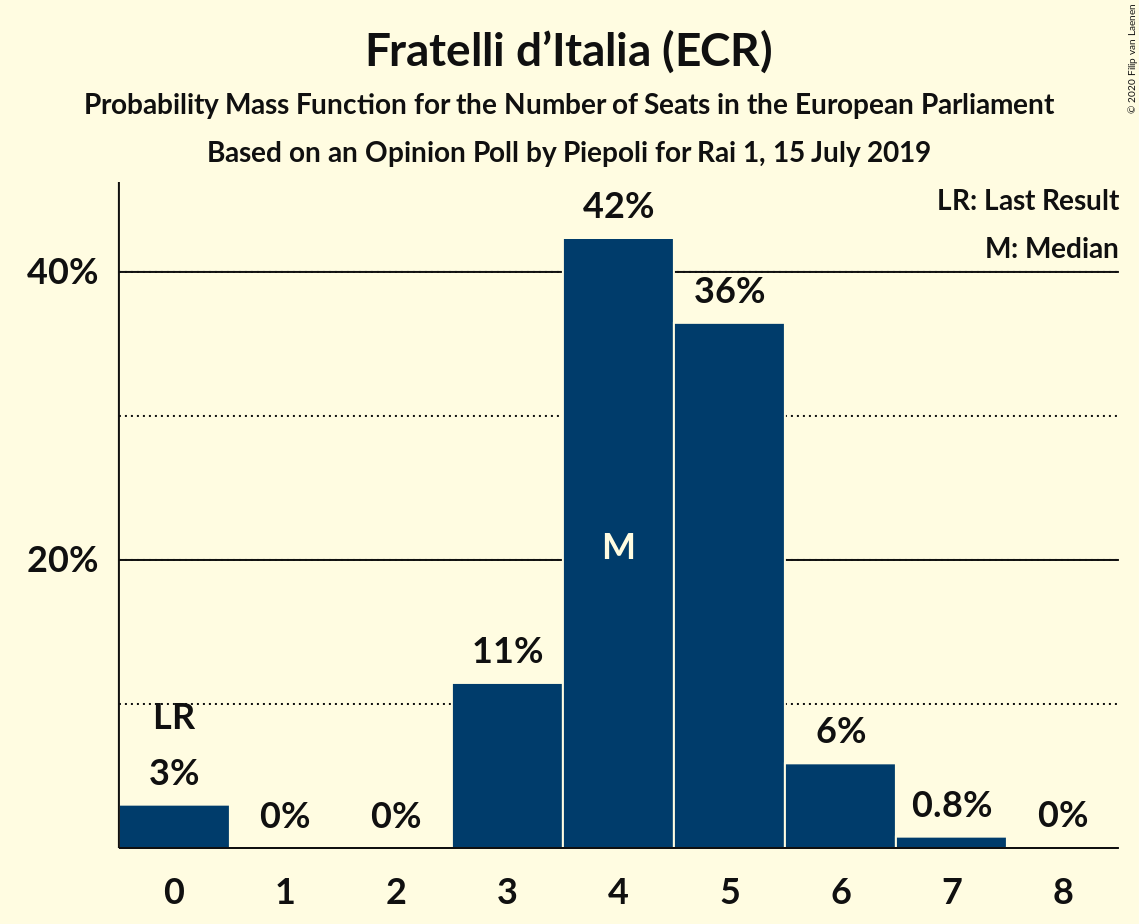 Fratelli d’Italia (ECR)
Probability Mass Function for the Number of Seats in the European Parliament
Based on an Opinion Poll by Piepoli for Rai 1, 15 July 2019
© 2020 Filip van Laenen
LR: Last Result
M: Median
42%
40%
36%
M
20%
11%
LR
6%
3%
0.8%
0%
0%
0%
0 1 2 3 4 5 6 7 8